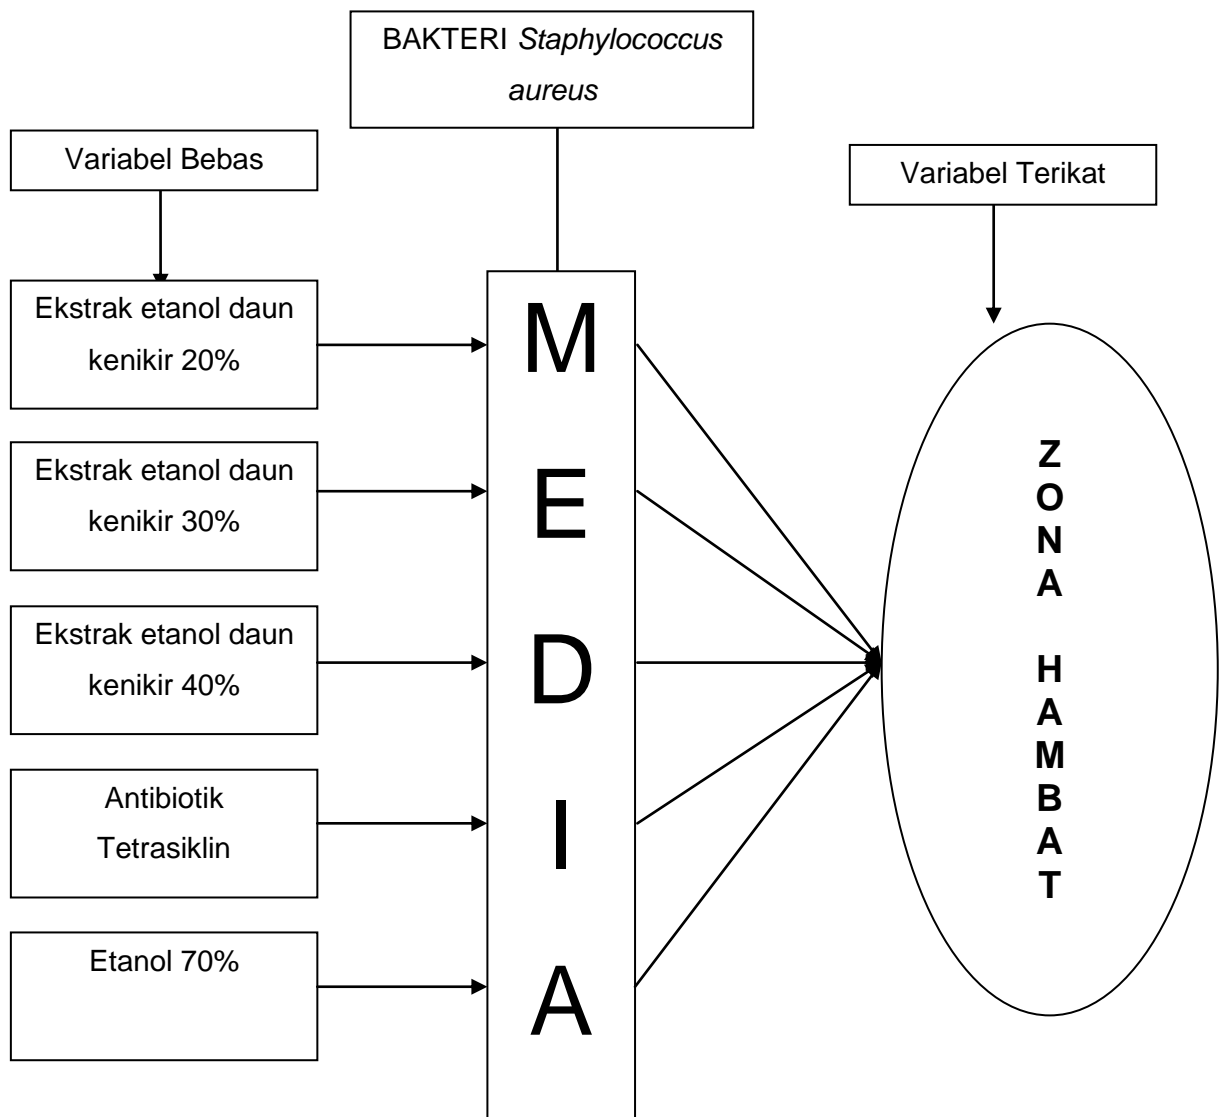 BAKTERI Staphylococcus
aureus
Variabel Bebas
Variabel Terikat
Ekstrak etanol daun
kenikir 20%
Ekstrak etanol daun
kenikir 30%
Ekstrak etanol daun
kenikir 40%
Antibiotik
Tetrasiklin
Etanol 70%
M
E
D
I
A
Z
O
N
A
H
A
M
B
A
T